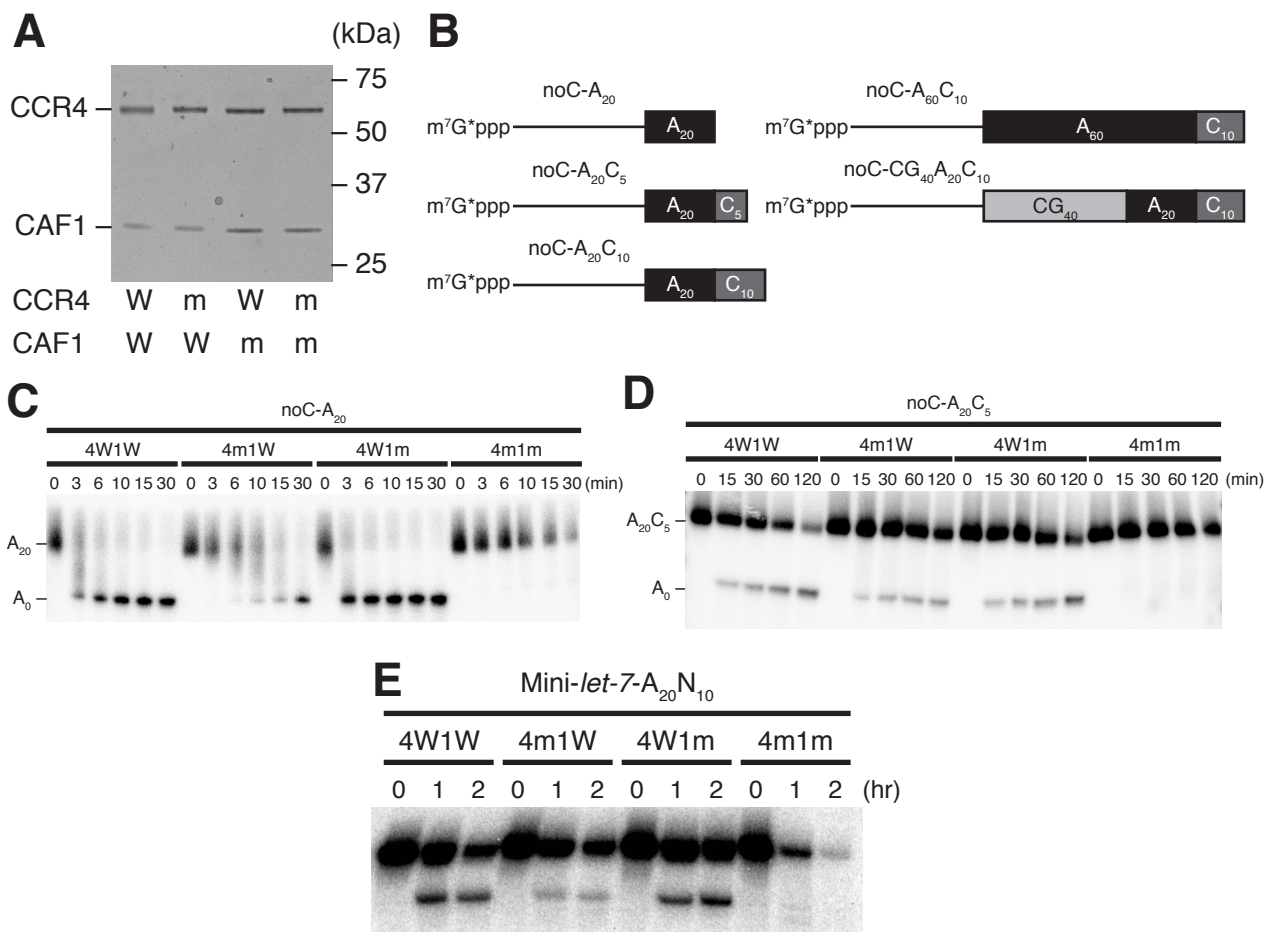 A
(kDa)
75
CCR4
50
37
CAF1
25
CCR4 W m W m
CAF1 W W m m
B
noC-A20
m7G*ppp A20
noC-A60C10
m7G*ppp A60 C10
noC-A20C5
m7G*ppp A20 C5
noC-CG40A20C10
m7G*ppp CG40 A20 C10
noC-A20C10
m7G*ppp A20 C10
C
noC-A20
4W1W 4m1W 4W1m 4m1m
0 3 6 10 15 30 0 3 6 10 15 30 0 3 6 10 15 30 0 3 6 10 15 30 (min)
A20
A0
D
noC-A20C5
4W1W 4m1W 4W1m 4m1m
0 15 30 60 120 0 15 30 60 120 0 15 30 60 120 0 15 30 60 120 (min)
A20C5
A0
E
Mini-let-7-A20N10
4W1W 4m1W 4W1m 4m1m
0 1 2 0 1 2 0 1 2 0 1 2 (hr)